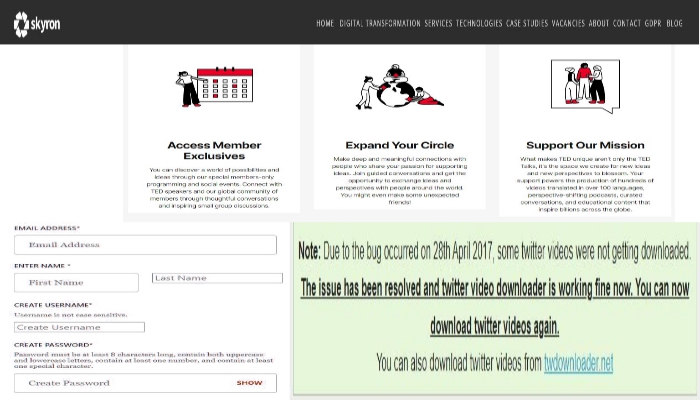 skyron
HOME DIGITAL TRANSFORMATION SERVICES TECHNOLOGIES CASE STUDIES VACANCIES ABOUT CONTACT GDPR BLOG
Access Member
Exclusives
You can discover a world of possibilities and
ideas through our special members-only
programming and social events. Connect with
TED speakers and our global community of
members through thoughtful conversations
and inspiring small group discussions.
Expand Your Circle
Make deep and meaningful connections with
people who share your passion for supporting
ideas. Join guided conversations and get the
opportunity to exchange ideas and
perspectives with people around the world.
You might even make some unexpected
friends!
Support Our Mission
What makes TED unique aren't only the TED
Talks, it's the space we create for new ideas
and new perspectives to blossom. Your
support powers the production of hundreds of
videos translated in over 100 languages,
perspective-shifting podcasts, curated
conversations, and educational content that
inspire billions across the globe.
EMAIL ADDRESS*
Email Address
ENTER NAME *
First Name
Last Name
CREATE USERNAME*
Username is not case sensitive.
Create Username
CREATE PASSWORD*
Password must be at least 8 characters long, contain both uppercase
and lowercase letters, contain at least one number, and contain at least
one special character.
Create Password SHOW
Note: Due to the bug occurred on 28th April 2017, some twitter videos were not getting downloaded.
The issue has been resolved and twitter video downloader is working fine now. You can now
download twitter videos again.
You can also download twitter videos from twdownloader.net